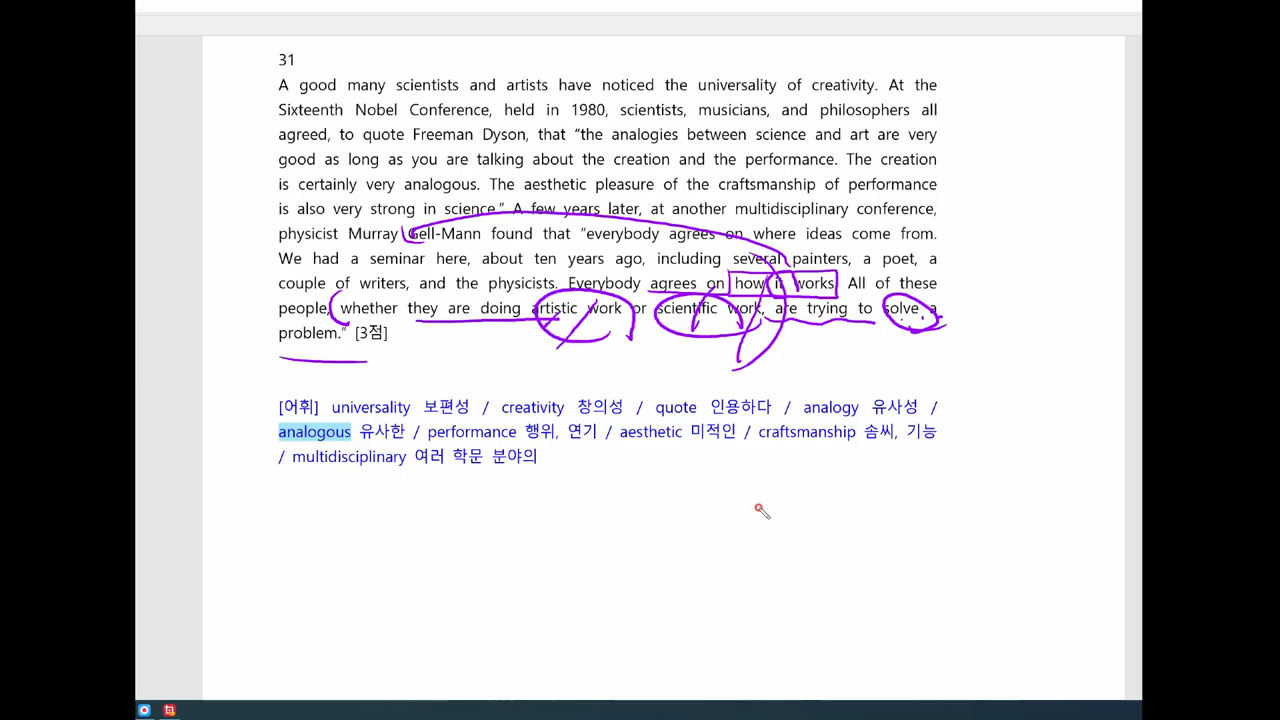 31
A good many scientists and artists have noticed the universality of creativity. At the
Sixteenth Nobel Conference, held in 1980, scientists, musicians, and philosophers all
agreed, to quote Freeman Dyson, that “the analogies between science and art are very
good as long as you are talking about the creation and the performance. The creation
is certainly very analogous. The aesthetic pleasure of the craftsmanship of performance
is also very strong in science.” A few years later, at another multidisciplinary conference,
physicist Murray Gell-Mann found that “everybody agrees on where ideas come from.
We had a seminar here, about ten years ago, including several painters, a poet, a
couple of writers, and the physicists. Everybody agrees on how it works. All of these
people, whether they are doing artistic work or scientific work, are trying to solve a
problem.” [3점]
[어휘] universality 보편성 / creativity 창의성 / quote 인용하다 / analogy 유사성 /
analogous 유사한 / performance 행위, 연기 / aesthetic 미적인 / craftsmanship 솜씨, 기능
/ multidisciplinary 여러 학문 분야의